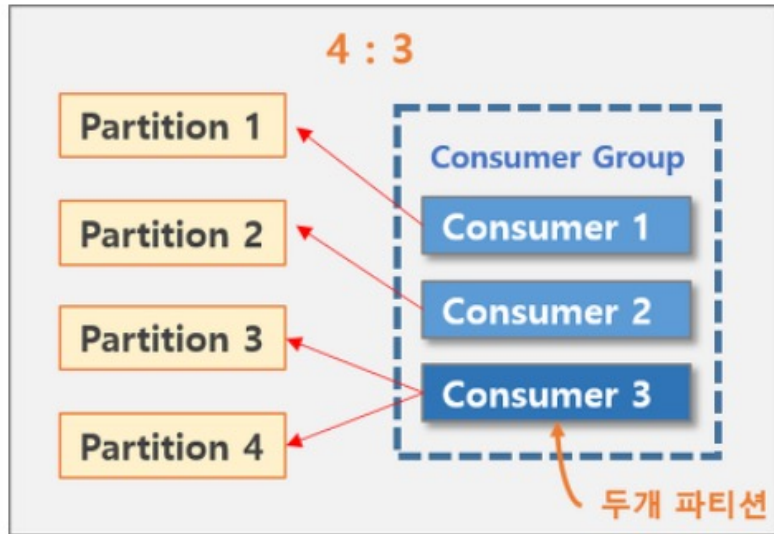 4 : 3
Partition 1
Partition 2
Partition 3
Partition 4
Consumer Group
Consumer 1
Consumer 2
Consumer 3
두개 파티션